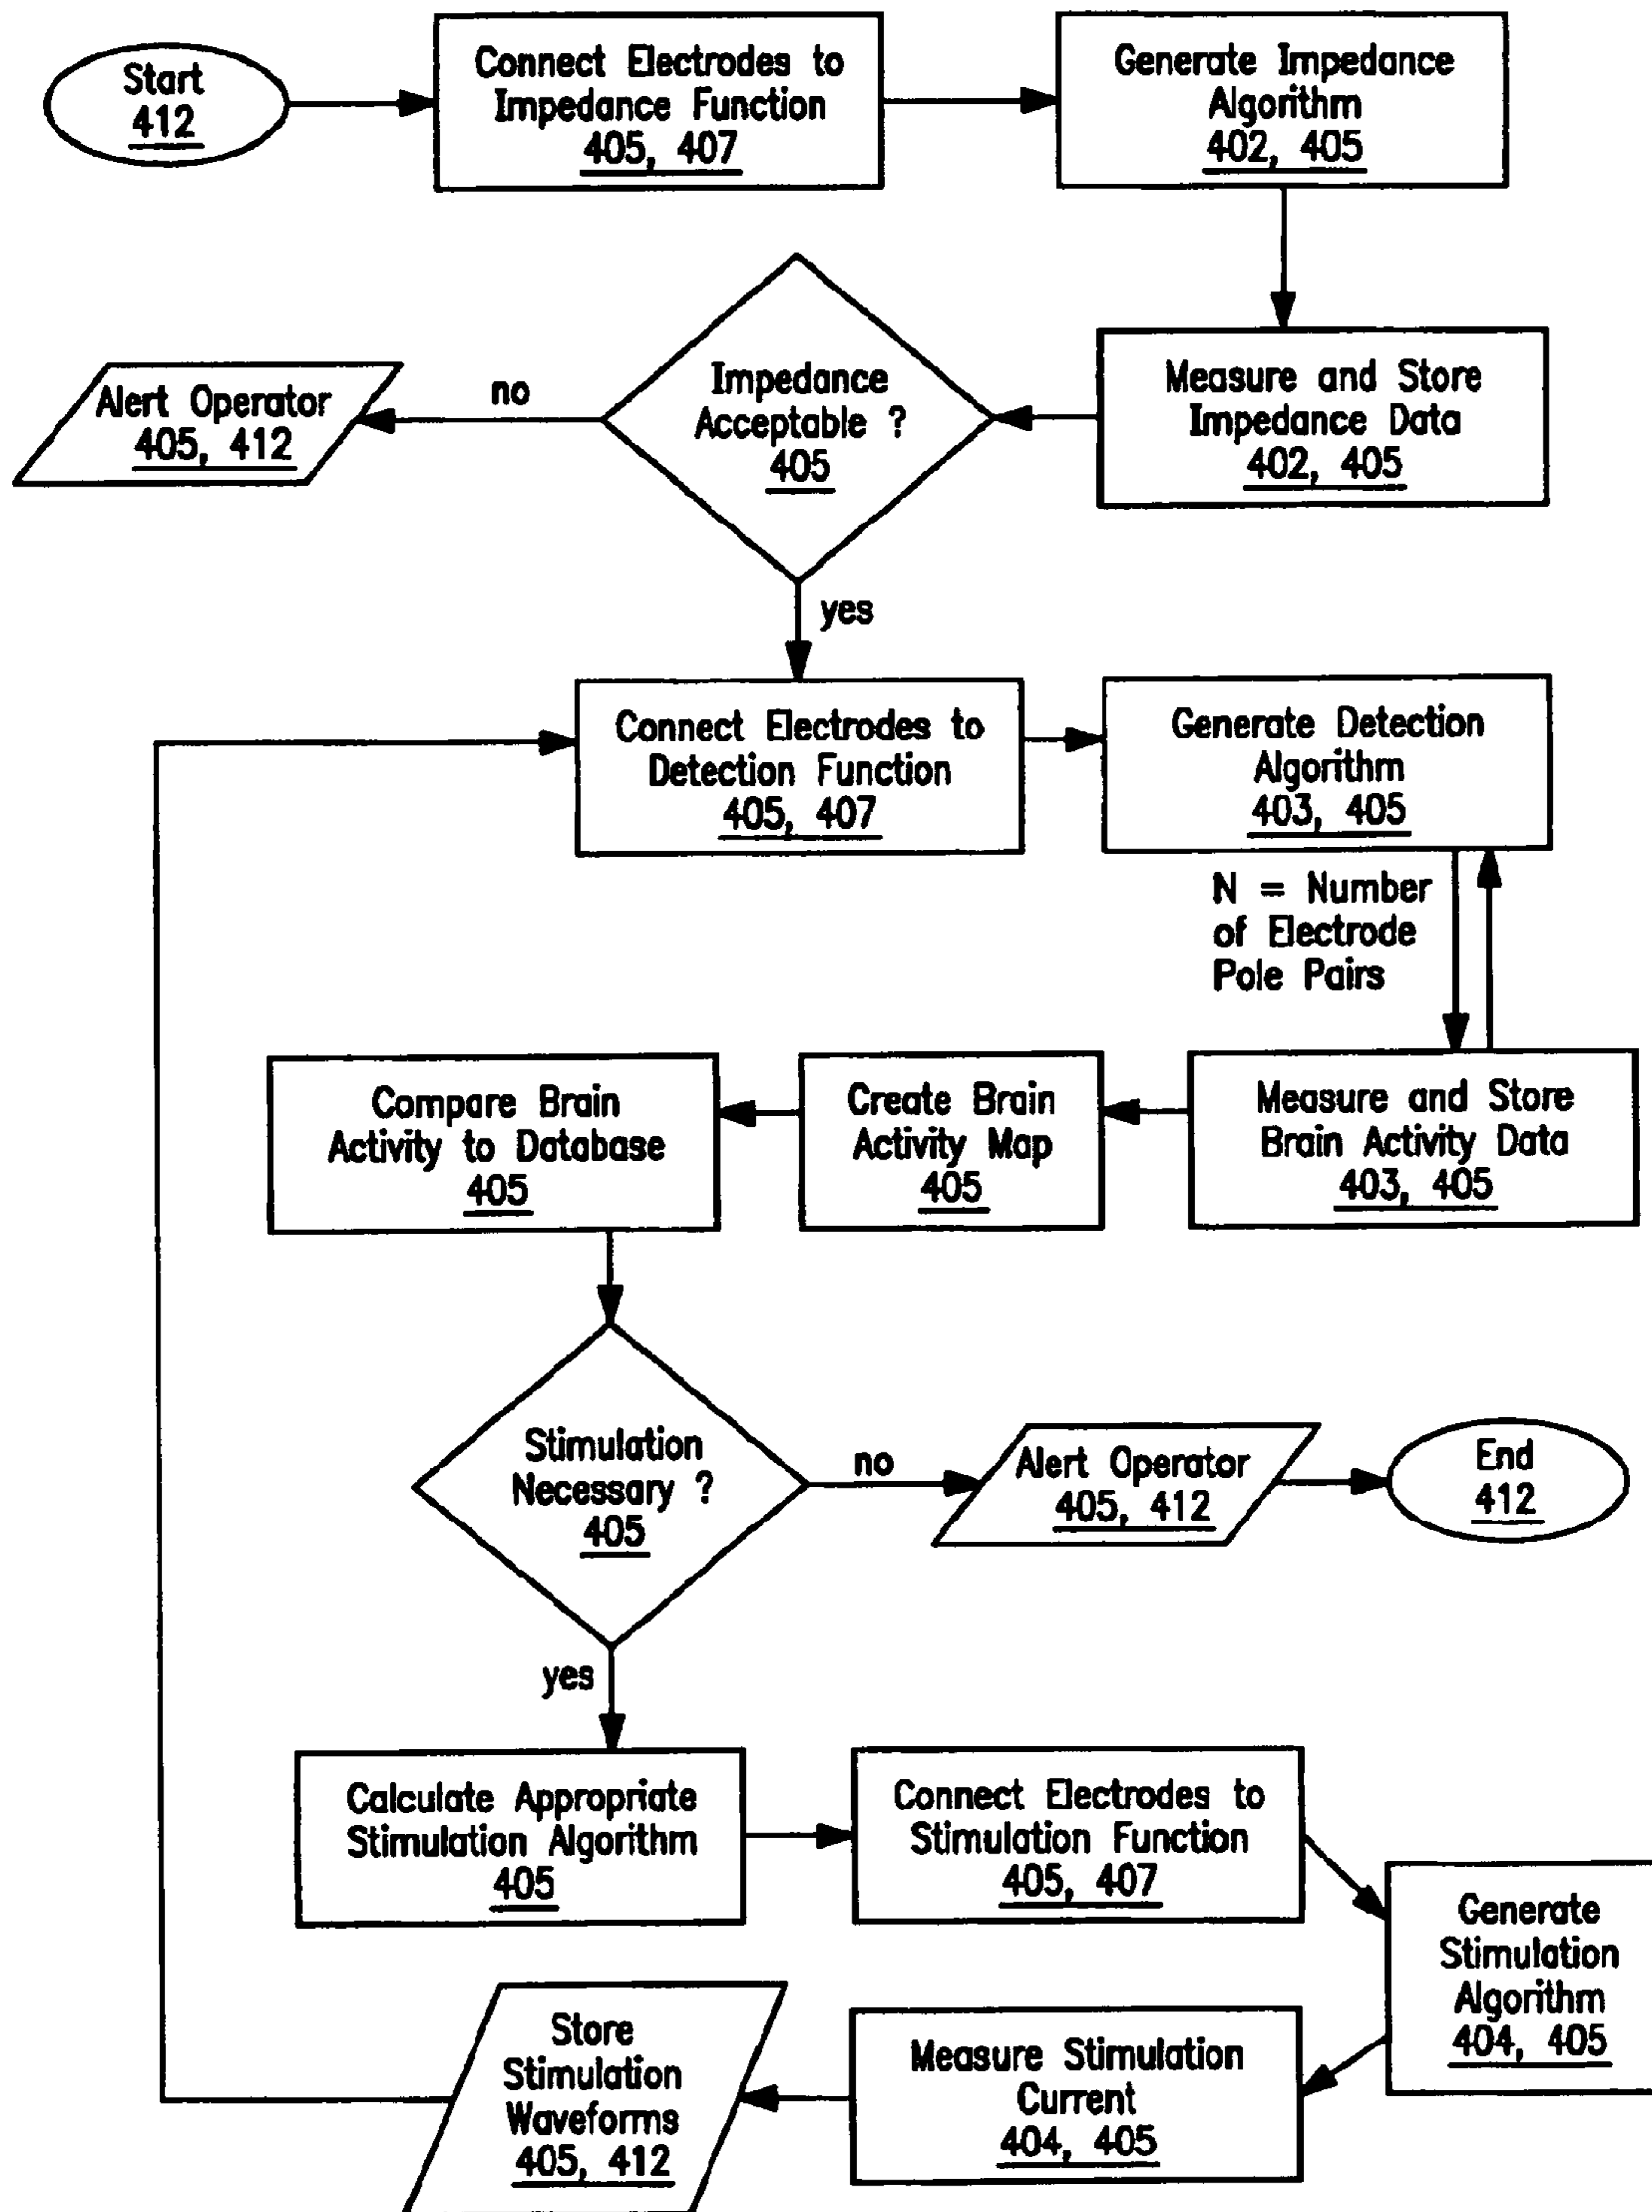 Start
412
Connect Electrodes to
Impedance Function
405, 407
Generate Impedance
Algorithm
402, 405
Alert Operator
405, 412
no
Impedance
Acceptable ?
405
Measure and Store
Impedance Data
402, 405
yes
Connect Electrodes to
Detection Function
405, 407
Generate Detection
Algorithm
403, 405
N = Number
of Electrode
Pole Pairs
Compare Brain
Activity to Database
405
Create Brain
Activity Map
405
Measure and Store
Brain Activity Data
403, 405
Stimulation
Necessary ?
405
no
Alert Operator
405, 412
End
412
yes
Calculate Appropriate
Stimulation Algorithm
405
Connect Electrodes to
Stimulation Function
405, 407
Generate
Stimulation
Algorithm
404, 405
Store
Stimulation
Waveforms
405, 412
Measure Stimulation
Current
404, 405